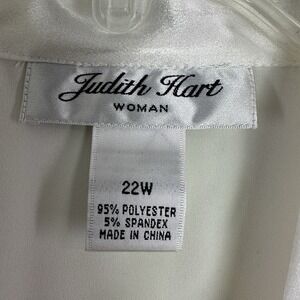 Judith Hart
WOMAN
22W
95% POLYESTER
5% SPANDEX
MADE IN CHINA